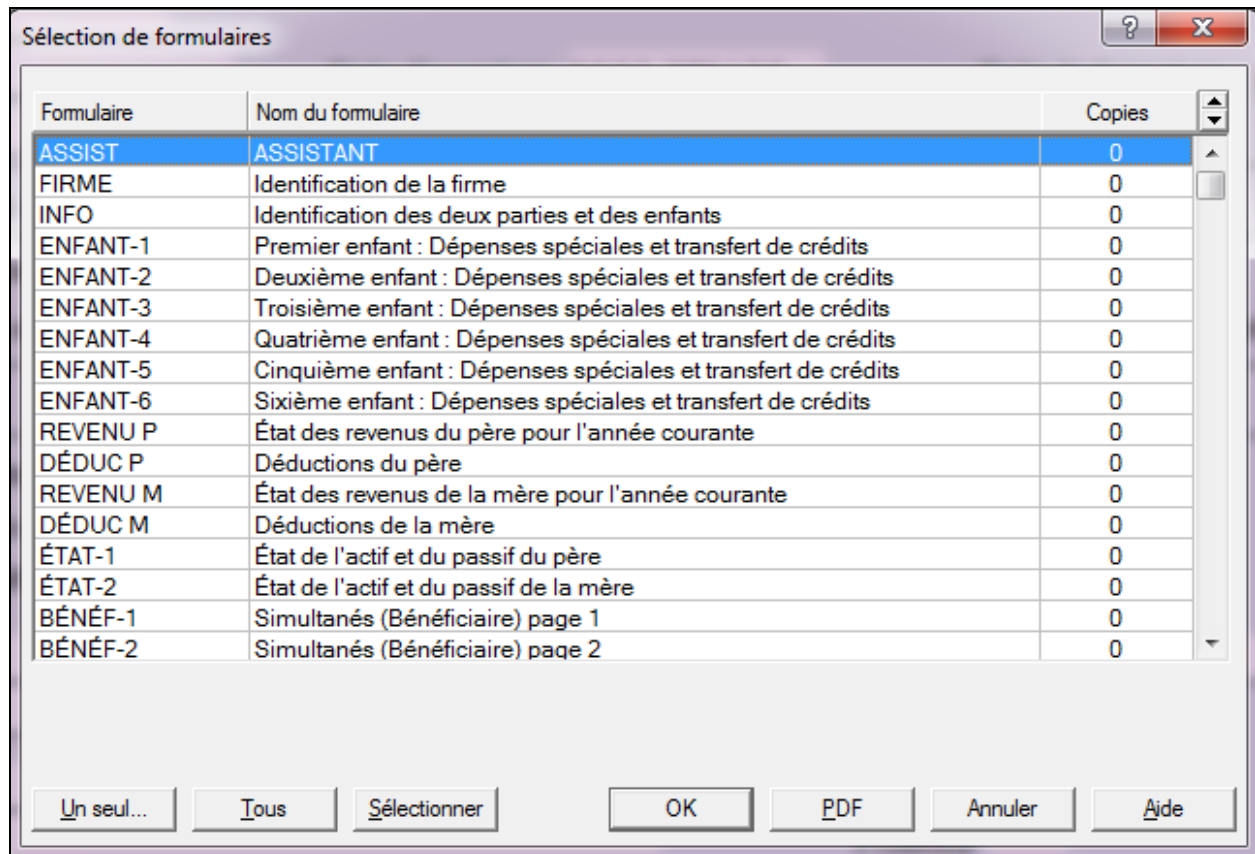 Sélection de formulaires
Formulaire Nom du formulaire Copies
ASSIST ASSISTANT 0
FIRME Identification de la firme 0
INFO Identification des deux parties et des enfants 0
ENFANT-1 Premier enfant : Dépenses spéciales et transfert de crédits 0
ENFANT-2 Deuxième enfant : Dépenses spéciales et transfert de crédits 0
ENFANT-3 Troisième enfant : Dépenses spéciales et transfert de crédits 0
ENFANT-4 Quatrième enfant : Dépenses spéciales et transfert de crédits 0
ENFANT-5 Cinquième enfant : Dépenses spéciales et transfert de crédits 0
ENFANT-6 Sixième enfant : Dépenses spéciales et transfert de crédits 0
REVENU P État des revenus du père pour l'année courante 0
DÉDUC P Déductions du père 0
REVENU M État des revenus de la mère pour l'année courante 0
DÉDUC M Déductions de la mère 0
ÉTAT-1 État de l'actif et du passif du père 0
ÉTAT-2 État de l'actif et du passif de la mère 0
BÉNÉF-1 Simultanés (Bénéficiaire) page 1 0
BÉNÉF-2 Simultanés (Bénéficiaire) page 2 0
Un seul... Tous Sélectionner OK PDF Annuler Aide